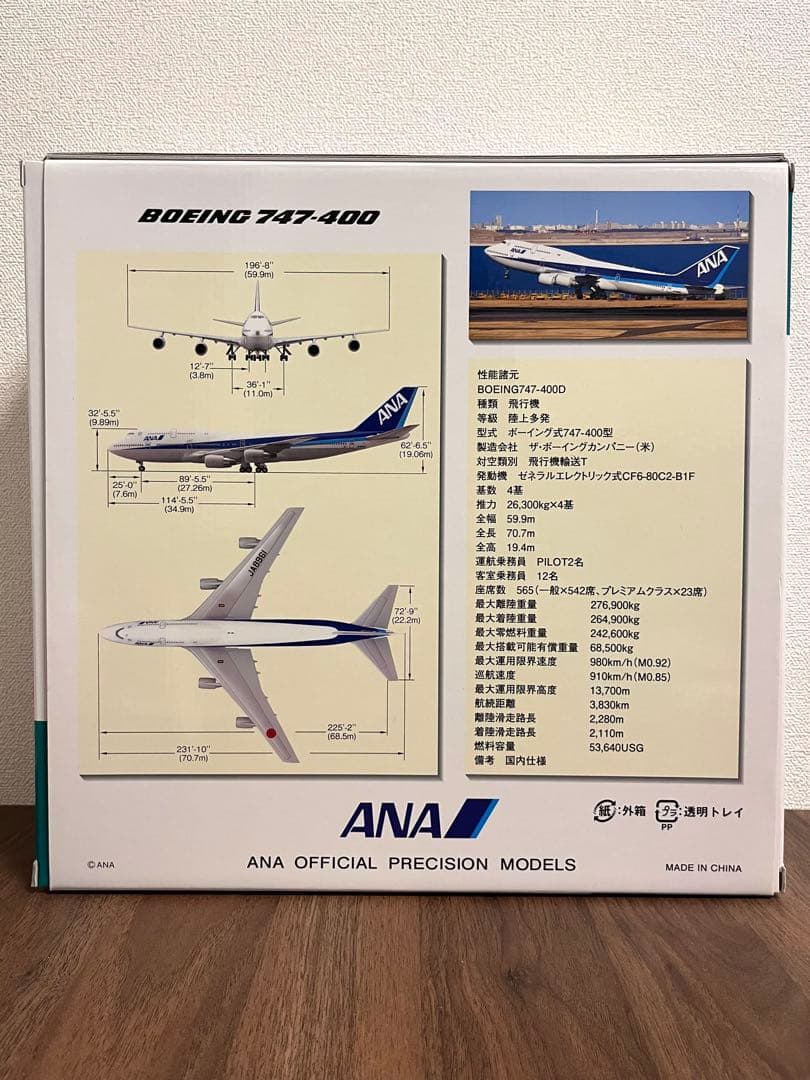 BOEING 747-400
196'-8"
(59.9m)
12'-7"
(3.8m)
36'-1"
(11.0m)
32'-5.5"
(9.89m)
ANA
ANA
62'-6.5"
(19.06m)
25'-0"
(7.6m)
89'-5.5"
(27.26m)
114'-5.5"
(34.9m)
JA8961
ANA
ANA
72'-9"
(22.2m)
225'-2"
(68.5m)
231'-10"
(70.7m)
ANA
性能諸元
BOEING747-400D
種類 飛行機
等級 陸上多発
型式 ボーイング式747-400型
製造会社 ザ・ボーイングカンパニー(米)
対空類別 飛行機輸送T
発動機 ゼネラルエレクトリック式CF6-80C2-B1F
基数 4基
推力 26,300kg×4基
全幅 59.9m
全長 70.7m
全高 19.4m
運航乗務員 PILOT2名
客室乗務員 12名
座席数 565(一般×542席、プレミアムクラス×23席)
最大離陸重量 276,900kg
最大着陸重量 264,900kg
最大零燃料重量 242,600kg
最大搭載可能有償重量 68,500kg
最大運用限界速度 980km/h(M0.92)
巡航速度 910km/h(M0.85)
最大運用限界高度 13,700m
航続距離 3,830km
離陸滑走路長 2,280m
着陸滑走路長 2,110m
燃料容量 53,640USG
備考 国内仕様
ANA
紙:外箱 プラ:透明トレイ
PP
©ANA
ANA OFFICIAL PRECISION MODELS
MADE IN CHINA